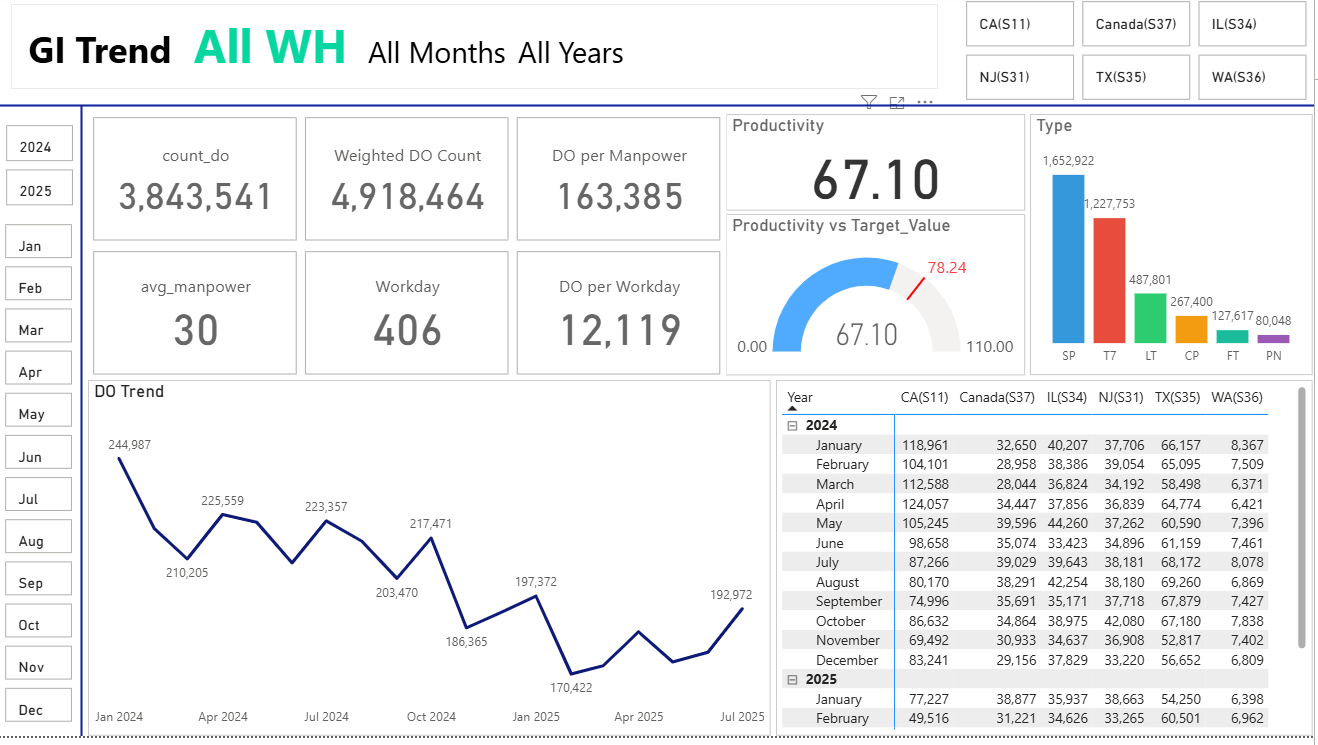 GI Trend All WH All Months All Years
CA(S11) Canada(S37) IL(S34)
NJ(S31) TX(S35) WA(S36)
2024
2025
Jan
Feb
Mar
Apr
May
Jun
Jul
Aug
Sep
Oct
Nov
Dec
count_do
3,843,541
Weighted DO Count
4,918,464
DO per Manpower
163,385
avg_manpower
30
Workday
406
DO per Workday
12,119
Productivity
67.10
Productivity vs Target_Value
78.24
67.10
0.00
110.00
Type
1,652,922
1,227,753
487,801
267,400
127,617
80,048
SP T7 LT CP FT PN
DO Trend
244,987
225,559
223,357
217,471
210,205
203,470
197,372
192,972
186,365
170,422
Jan 2024 Apr 2024 Jul 2024 Oct 2024 Jan 2025 Apr 2025 Jul 2025
Year CA(S11) Canada(S37) IL(S34) NJ(S31) TX(S35) WA(S36)
2024
January 118,961 32,650 40,207 37,706 66,157 8,367
February 104,101 28,958 38,386 39,054 65,095 7,509
March 112,588 28,044 36,824 34,192 58,498 6,371
April 124,057 34,447 37,856 36,839 64,774 6,421
May 105,245 39,596 44,260 37,262 60,590 7,396
June 98,658 35,074 33,423 34,896 61,159 7,461
July 87,266 39,029 39,643 38,181 68,172 8,078
August 80,170 38,291 42,254 38,180 69,260 6,869
September 74,996 35,691 35,171 37,718 67,879 7,427
October 86,632 34,864 38,975 42,080 67,180 7,838
November 69,492 30,933 34,637 36,908 52,817 7,402
December 83,241 29,156 37,829 33,220 56,652 6,809
2025
January 77,227 38,877 35,937 38,663 54,250 6,398
February 49,516 31,221 34,626 33,265 60,501 6,962